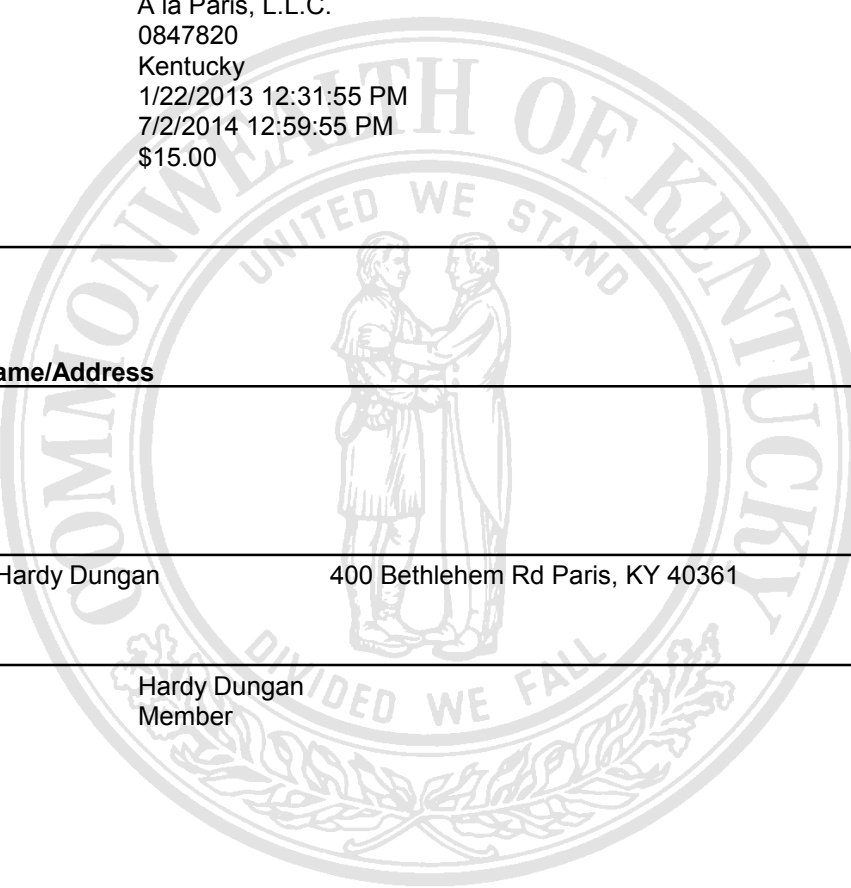 A la Paris, L.L.C.
0847820
Kentucky
1/22/2013 12:31:55 PM
7/2/2014 12:59:55 PM
$15.00
COMMONWEALTH OF KENTUCKY
UNITED WE STAND
ame/Address
Hardy Dungan 400 Bethlehem Rd Paris, KY 40361
DIVIDED WE FALL
Hardy Dungan
Member